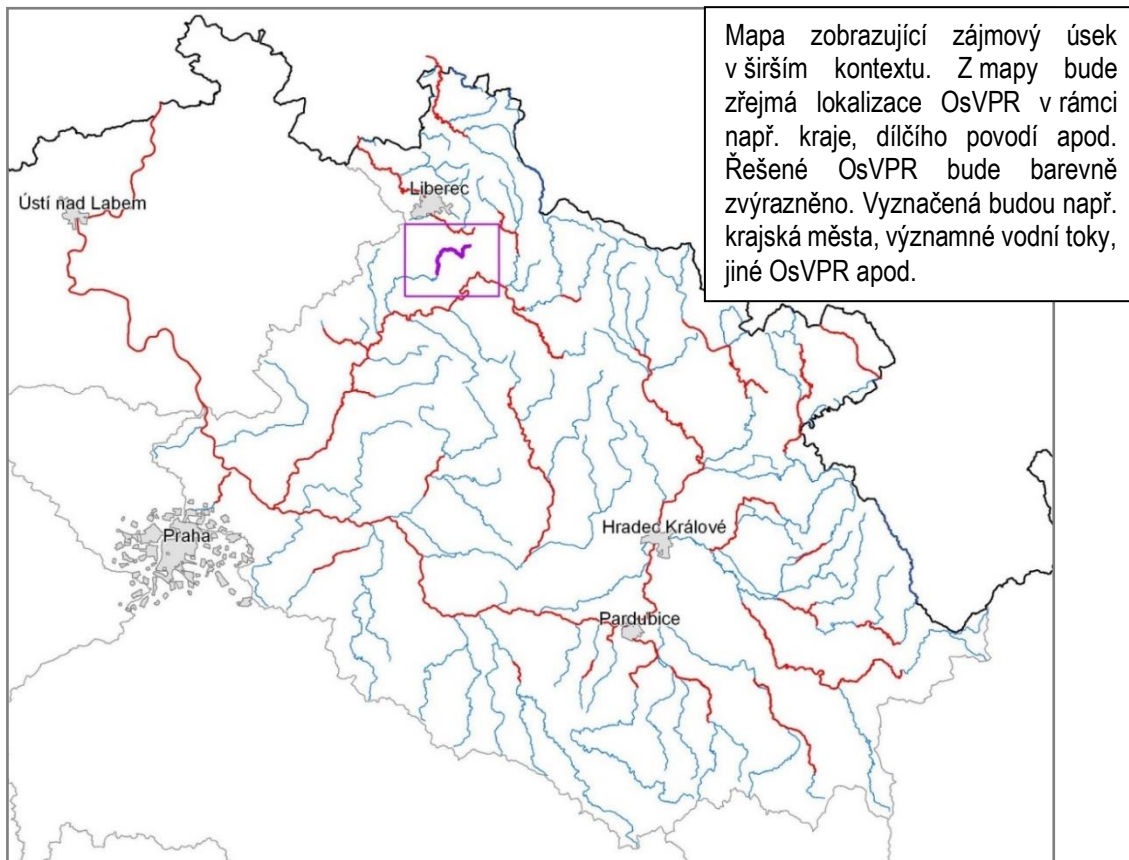 Mapa zobrazující zájmový úsek
v širším kontextu. Z mapy bude
zřejmá lokalizace OsVPR v rámci
např. kraje, dílčího povodí apod.
Řešené OsVPR bude barevně
zvýrazněno. Vyznačená budou např.
krajská města, významné vodní toky,
jiné OsVPR apod.
Liberec
Ústí nad Labem
Hradec Králové
Praha
Pardubice